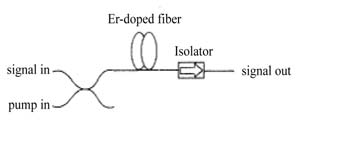 Er-doped fiber
Isolator
signal in
signal out
pump in